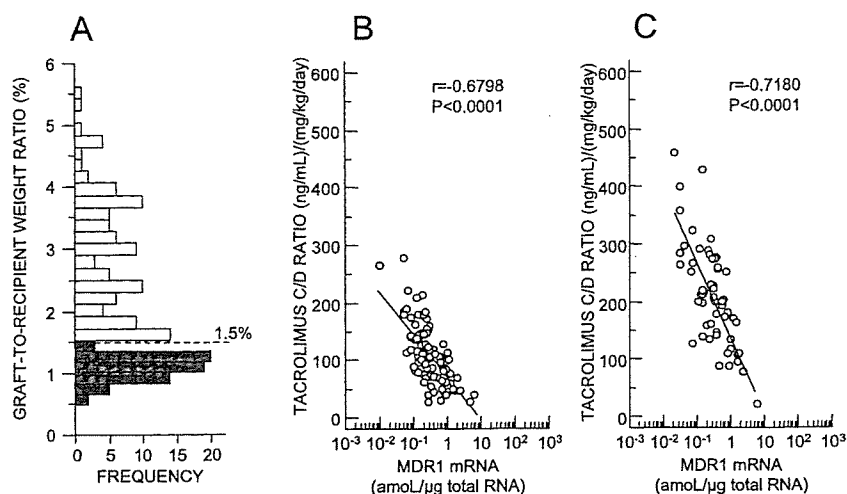 A
GRAFT-TO-RECIPIENT WEIGHT RATIO (%)
6
5
4
3
2
1
0
1.5%
0 5 10 15 20
FREQUENCY
B
TACROLIMUS C/D RATIO (ng/mL)/(mg/kg/day)
600
500
400
300
200
100
0
r=-0.6798
P<0.0001
10-3 10-2 10-1 1 101 102 103
MDR1 mRNA
(amoL/µg total RNA)
C
TACROLIMUS C/D RATIO (ng/mL)/(mg/kg/day)
600
500
400
300
200
100
0
r=-0.7180
P<0.0001
10-3 10-2 10-1 1 101 102 103
MDR1 mRNA
(amoL/µg total RNA)